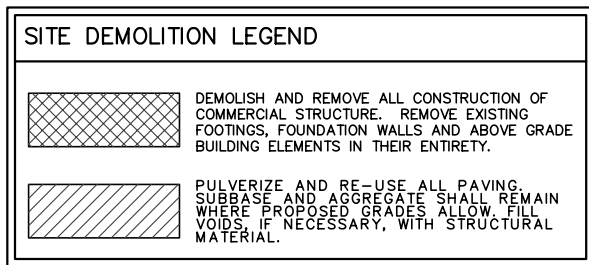 SITE DEMOLITION LEGEND
DEMOLISH AND REMOVE ALL CONSTRUCTION OF
COMMERCIAL STRUCTURE. REMOVE EXISTING
FOOTINGS, FOUNDATION WALLS AND ABOVE GRADE
BUILDING ELEMENTS IN THEIR ENTIRETY.
PULVERIZE AND RE-USE ALL PAVING.
SUBBASE AND AGGREGATE SHALL REMAIN
WHERE PROPOSED GRADES ALLOW. FILL
VOIDS, IF NECESSARY, WITH STRUCTURAL
MATERIAL.